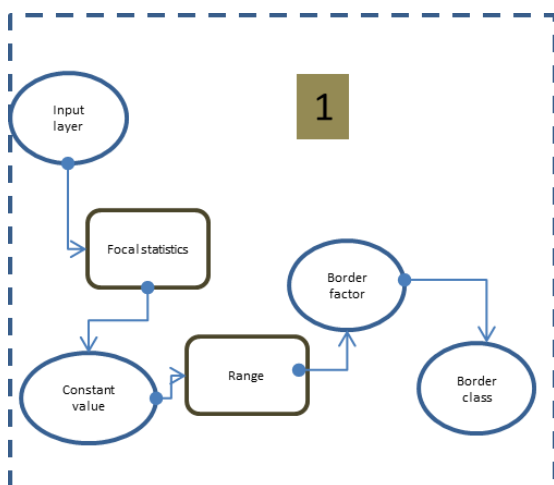 Input
layer
1
Focal statistics
Border
factor
Constant
value
Range
Border
class